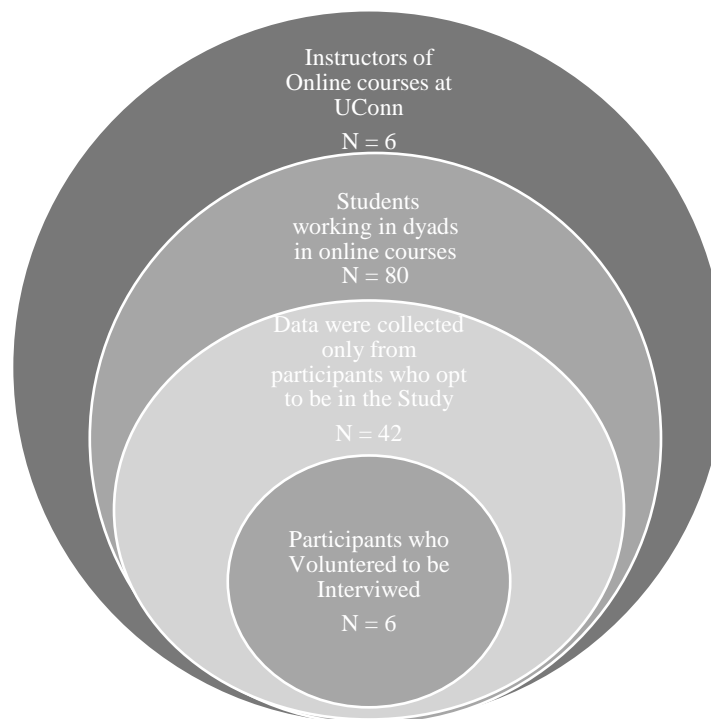 Instructors of
Online courses at
UConn
N = 6
Students
working in dyads
in online courses
N = 80
Data were collected
only from
participants who opt
to be in the Study
N = 42
Participants who
Voluntered to be
Interviwed
N = 6